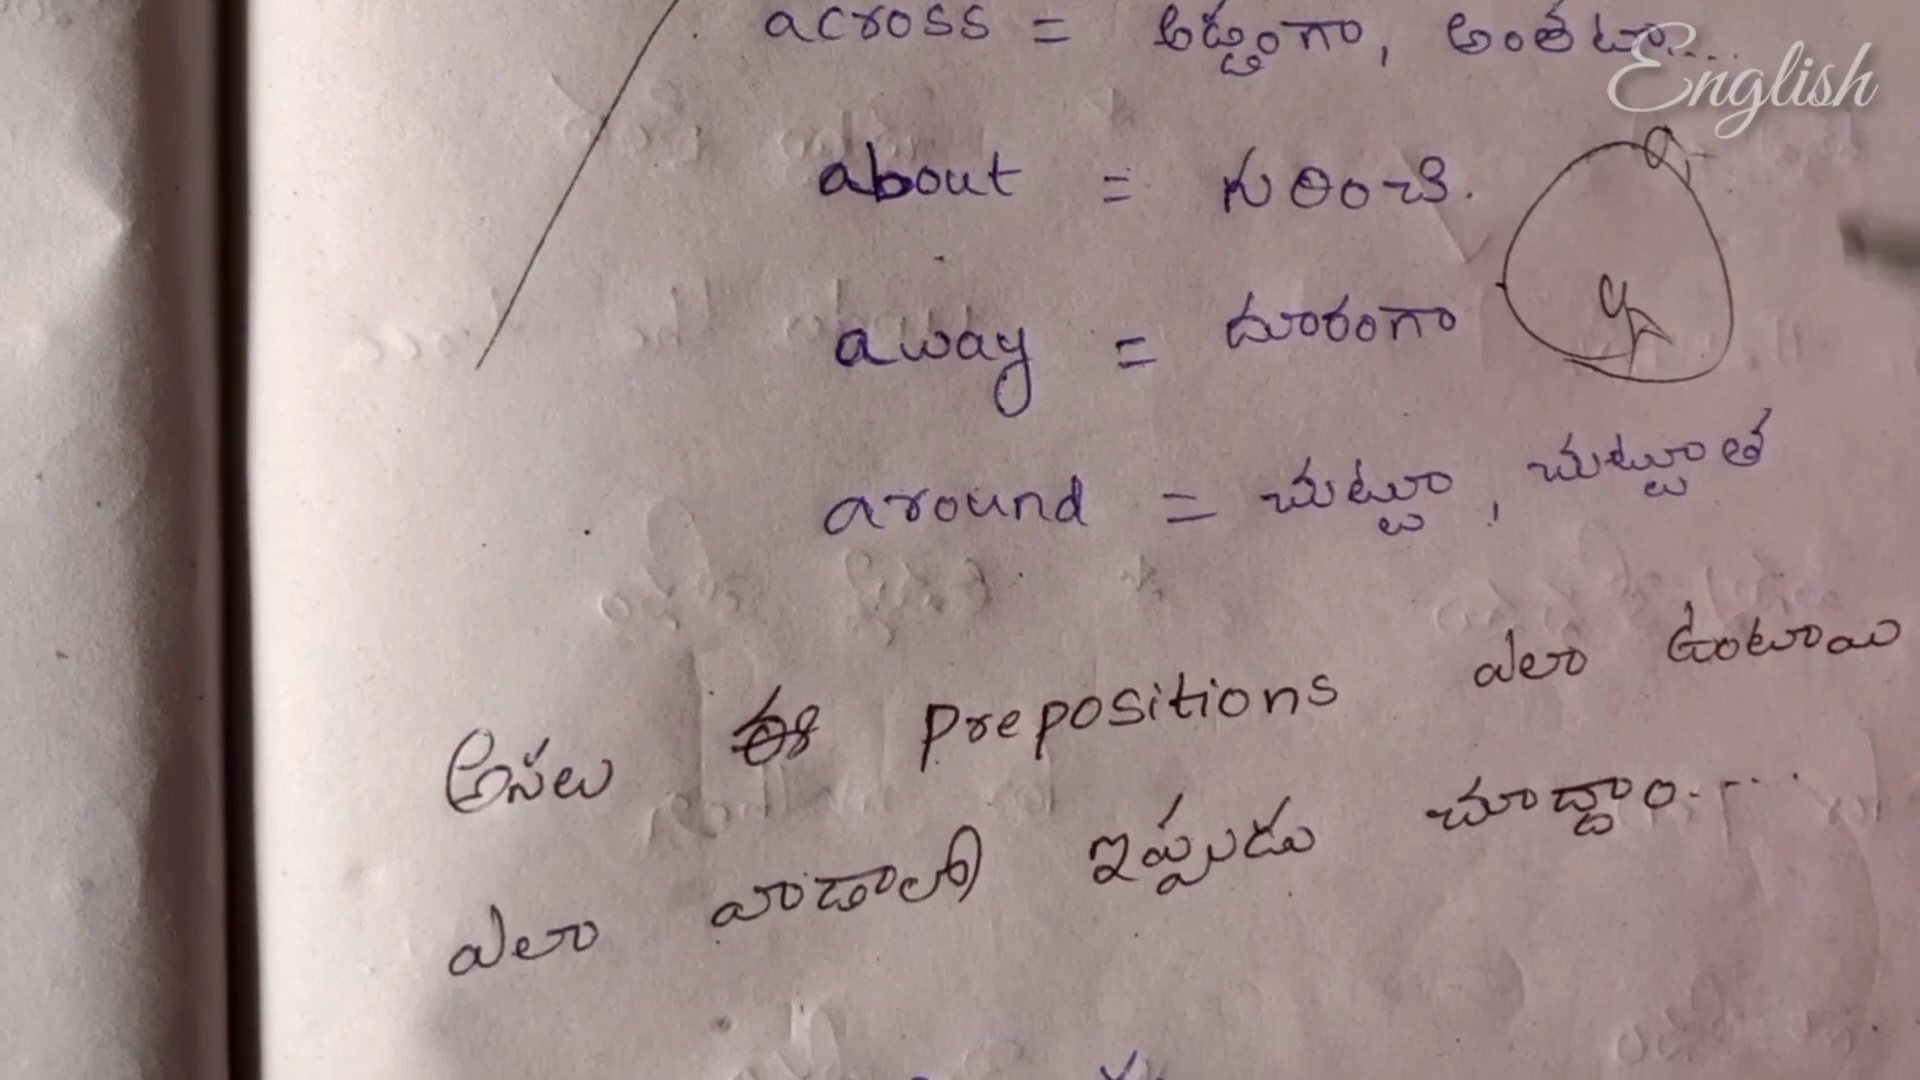 across = అడ్డంగా, అంతటా...
English
about = గురించి.
away = దూరంగా
around = చుట్టూ, చుట్టూత
అసలు ఈ prepositions ఎలా ఉంటాయి
ఎలా వాడాలి ఇప్పుడు చూద్దాం....